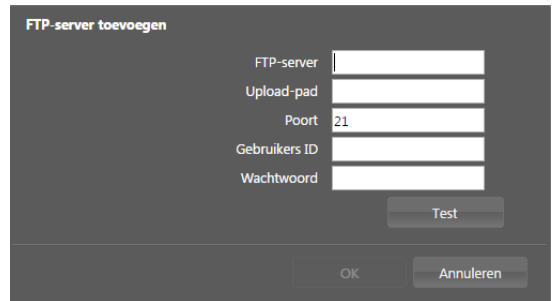 FTP-server toevoegen
FTP-server
Upload-pad
Poort 21
Gebruikers ID
Wachtwoord
Test
OK Annuleren